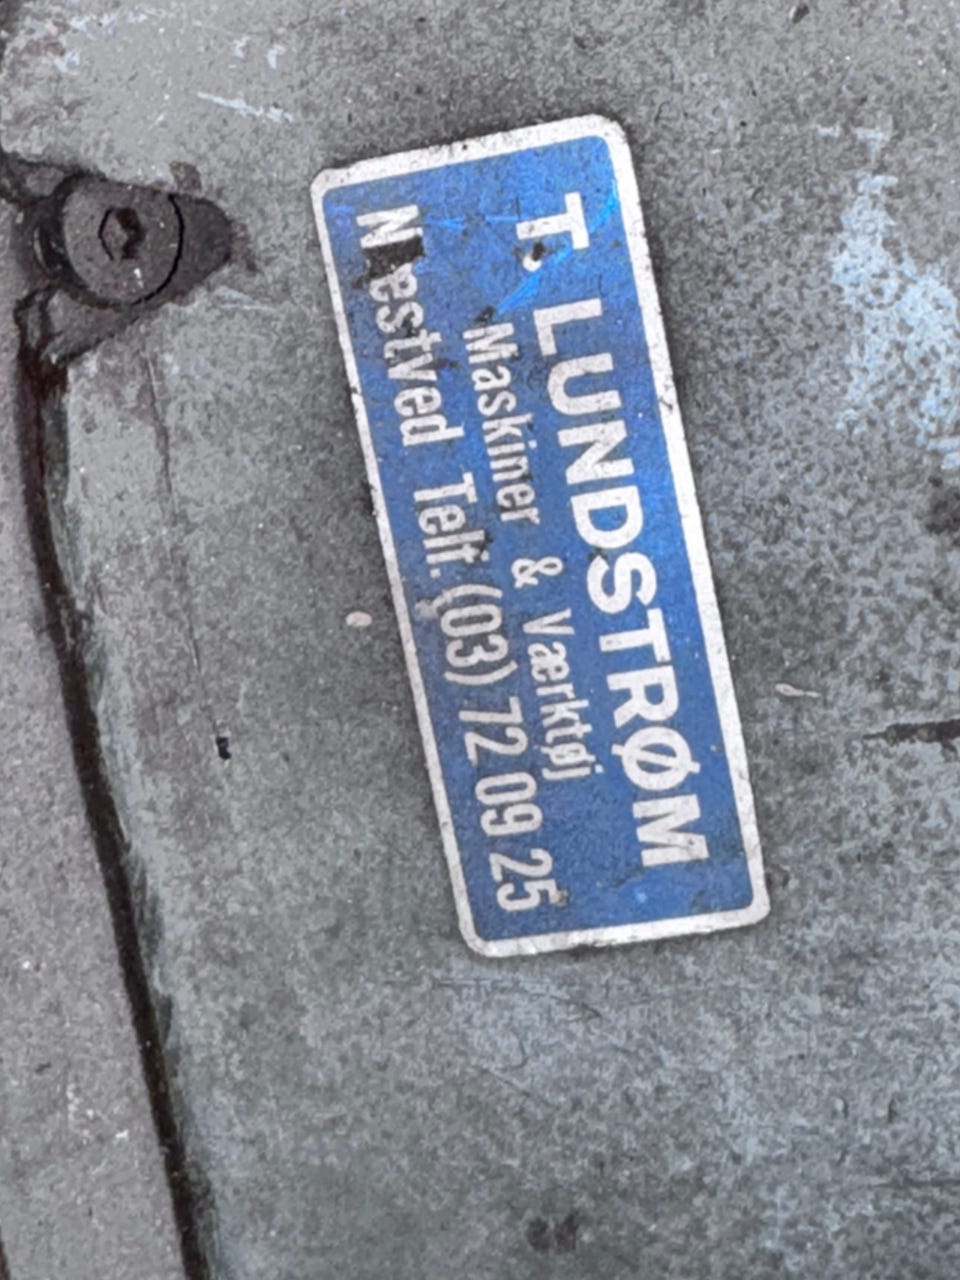 T. LUNDSTRØM
Maskiner & Værktøj
Næstved Telf. (03) 72 09 25